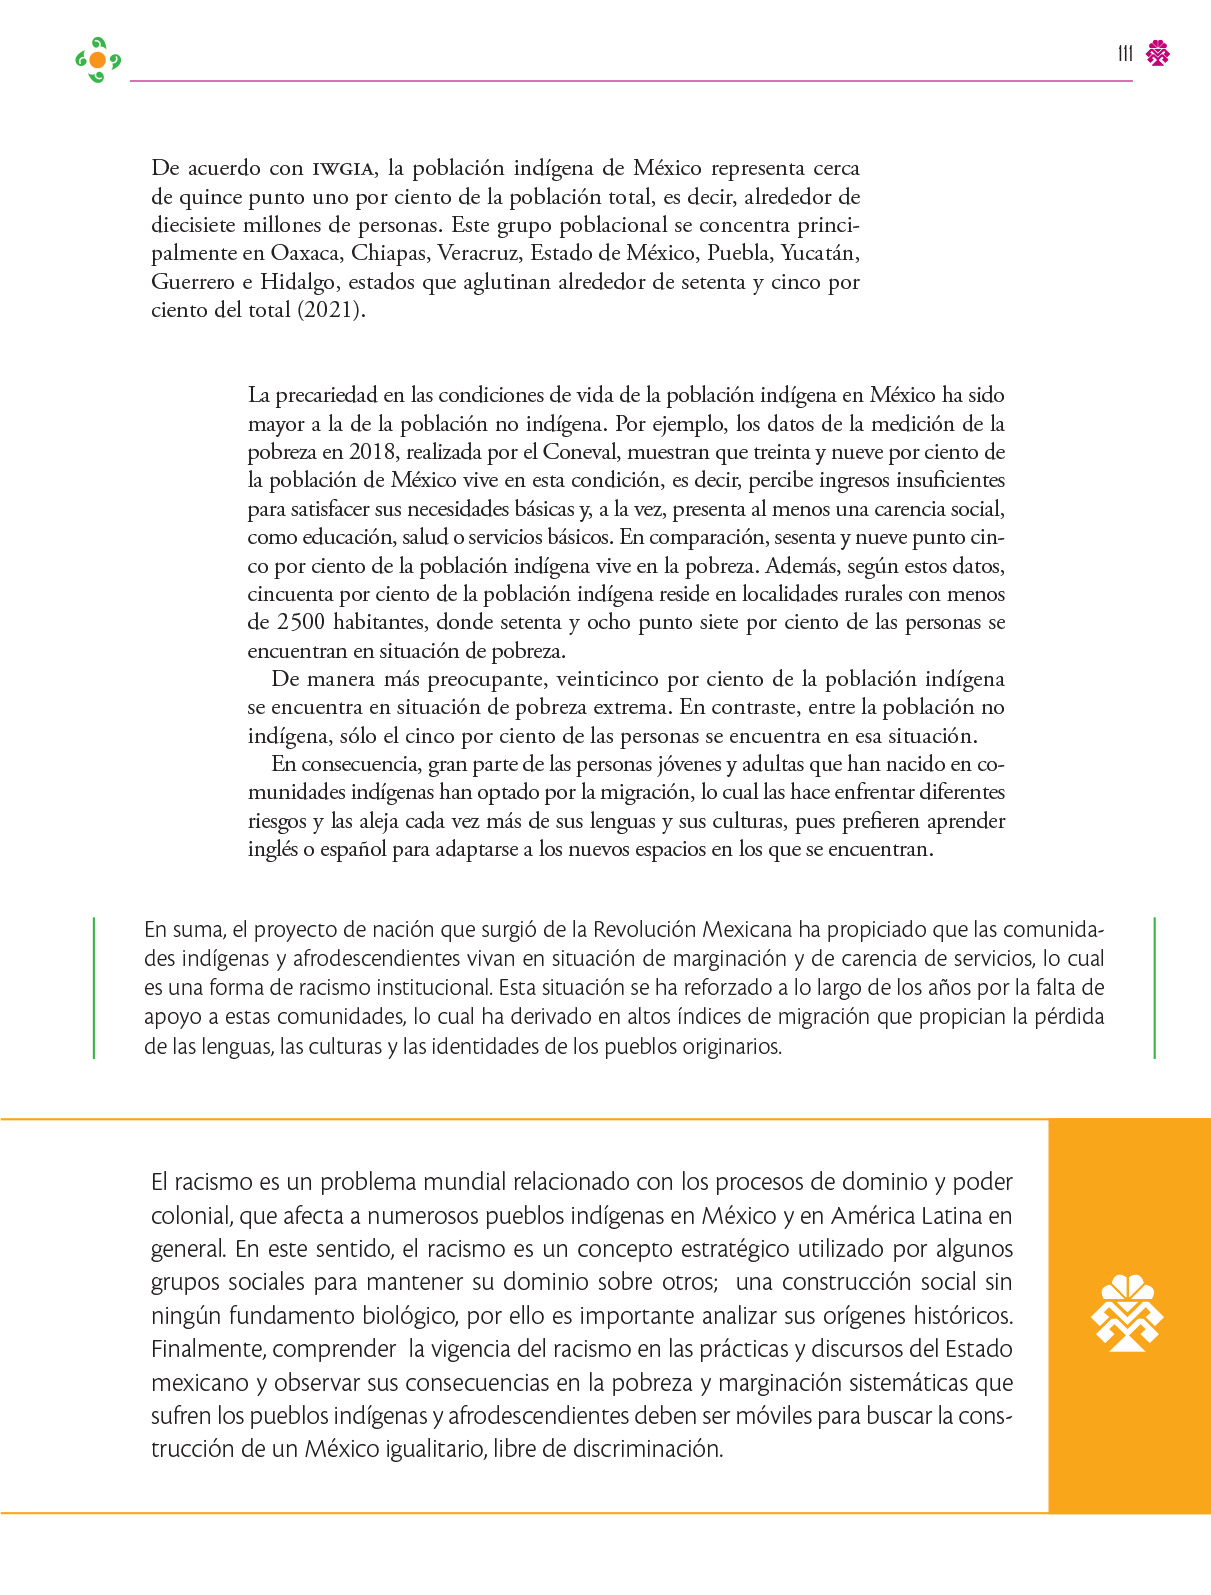 111
De acuerdo con IWGIA, la población indígena de México representa cerca
de quince punto uno por ciento de la población total, es decir, alrededor de
diecisiete millones de personas. Este grupo poblacional se concentra princi-
palmente en Oaxaca, Chiapas, Veracruz, Estado de México, Puebla, Yucatán,
Guerrero e Hidalgo, estados que aglutinan alrededor de setenta y cinco por
ciento del total (2021).
La precariedad en las condiciones de vida de la población indígena en México ha sido
mayor a la de la población no indígena. Por ejemplo, los datos de la medición de la
pobreza en 2018, realizada por el Coneval, muestran que treinta y nueve por ciento de
la población de México vive en esta condición, es decir, percibe ingresos insuficientes
para satisfacer sus necesidades básicas y, a la vez, presenta al menos una carencia social,
como educación, salud o servicios básicos. En comparación, sesenta y nueve punto cin-
co por ciento de la población indígena vive en la pobreza. Además, según estos datos,
cincuenta por ciento de la población indígena reside en localidades rurales con menos
de 2500 habitantes, donde setenta y ocho punto siete por ciento de las personas se
encuentran en situación de pobreza.
De manera más preocupante, veinticinco por ciento de la población indígena
se encuentra en situación de pobreza extrema. En contraste, entre la población no
indígena, sólo el cinco por ciento de las personas se encuentra en esa situación.
En consecuencia, gran parte de las personas jóvenes y adultas que han nacido en co-
munidades indígenas han optado por la migración, lo cual las hace enfrentar diferentes
riesgos y las aleja cada vez más de sus lenguas y sus culturas, pues prefieren aprender
inglés o español para adaptarse a los nuevos espacios en los que se encuentran.
En suma, el proyecto de nación que surgió de la Revolución Mexicana ha propiciado que las comunida-
des indígenas y afrodescendientes vivan en situación de marginación y de carencia de servicios, lo cual
es una forma de racismo institucional. Esta situación se ha reforzado a lo largo de los años por la falta de
apoyo a estas comunidades, lo cual ha derivado en altos índices de migración que propician la pérdida
de las lenguas, las culturas y las identidades de los pueblos originarios.
El racismo es un problema mundial relacionado con los procesos de dominio y poder
colonial, que afecta a numerosos pueblos indígenas en México y en América Latina en
general. En este sentido, el racismo es un concepto estratégico utilizado por algunos
grupos sociales para mantener su dominio sobre otros; una construcción social sin
ningún fundamento biológico, por ello es importante analizar sus orígenes históricos.
Finalmente, comprender la vigencia del racismo en las prácticas y discursos del Estado
mexicano y observar sus consecuencias en la pobreza y marginación sistemáticas que
sufren los pueblos indígenas y afrodescendientes deben ser móviles para buscar la cons-
trucción de un México igualitario, libre de discriminación.